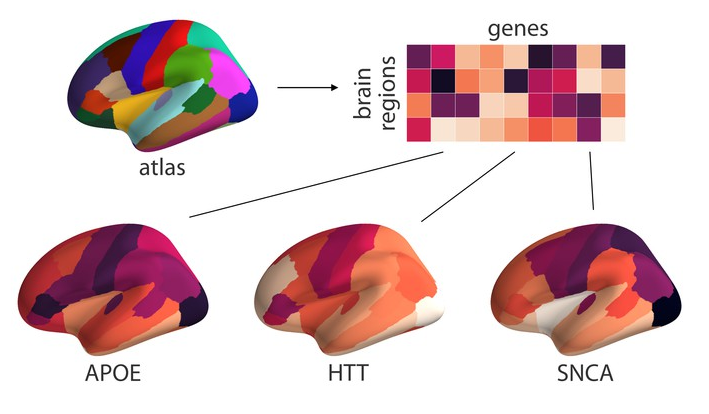 genes
brain
regions
atlas
APOE
HTT
SNCA